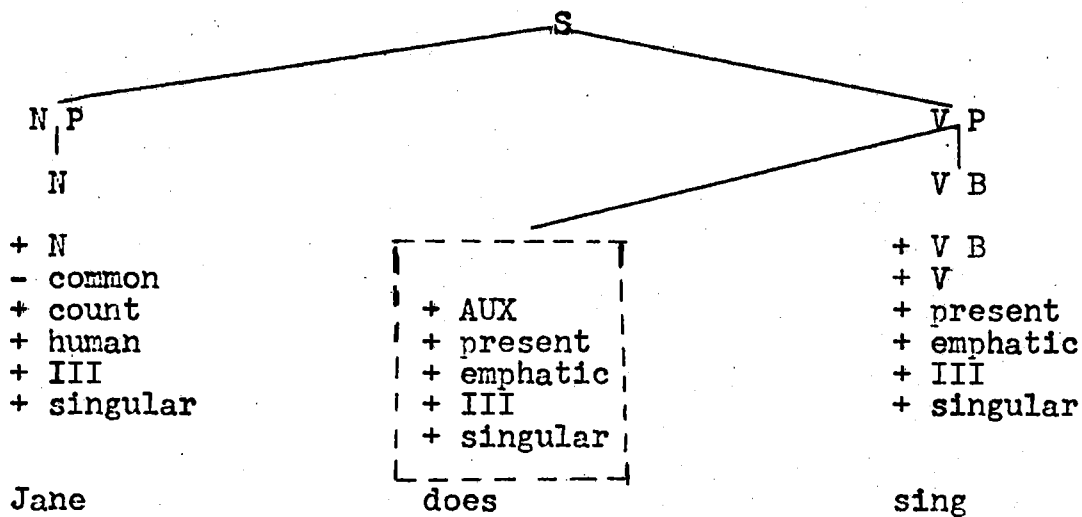 S
N P V P
N V B
+ N + V B
- common + V
+ count + AUX + present
+ human + present + emphatic
+ III + emphatic + III
+ singular + III + singular
+ singular
Jane does sing